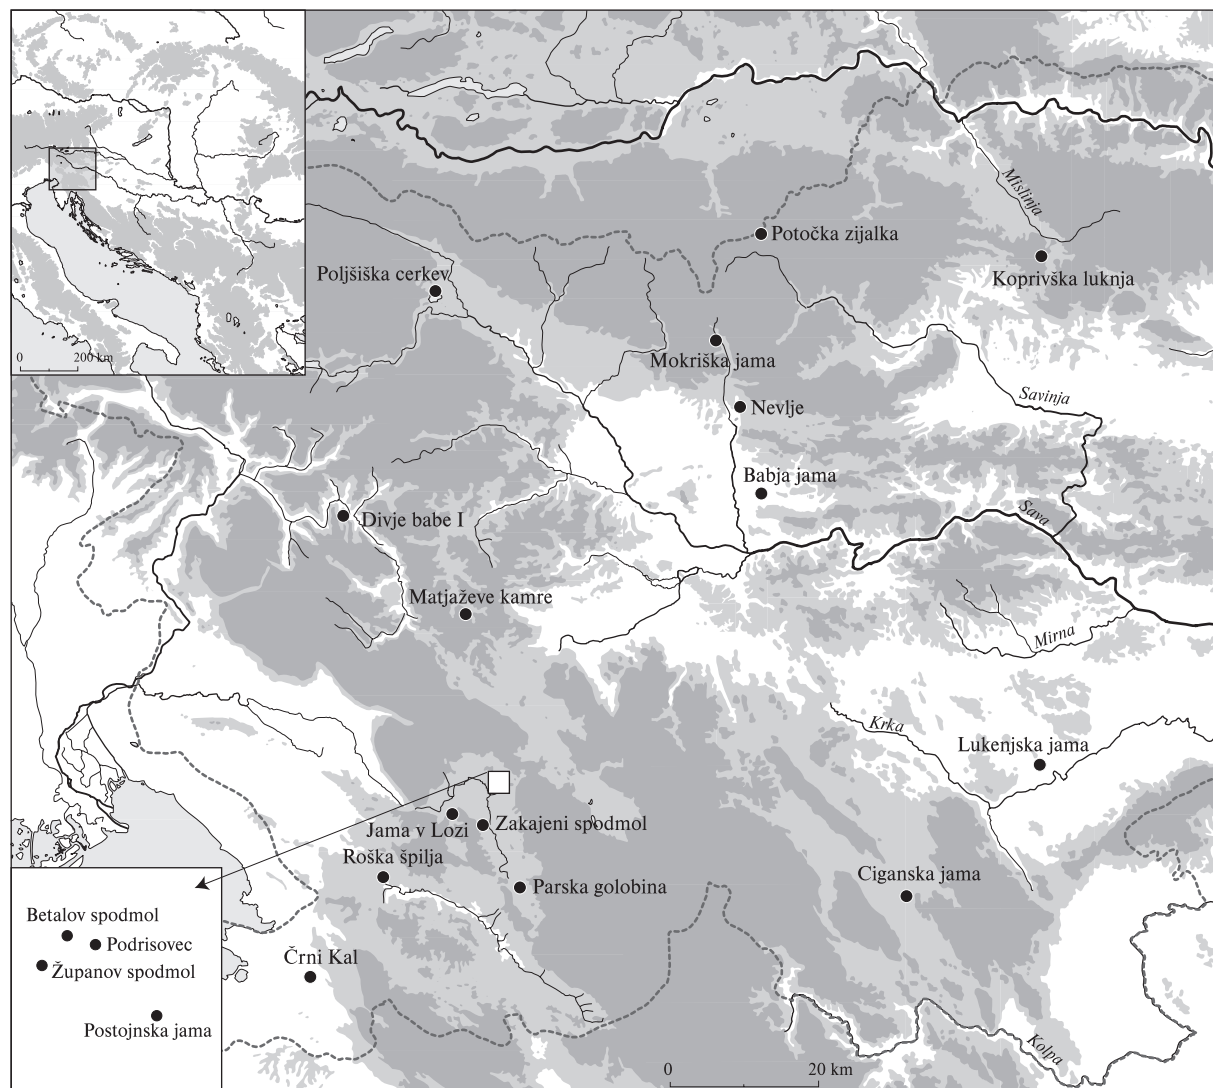 0
200 km
Mislinja
Potočka zijalka
Koprivška luknja
Poljšiška cerkev
Mokriška jama
Savinja
Nevlje
Babja jama
Sava
Divje babe I
Matjaževe kamre
Mirna
Krka
Lukenjska jama
Jama v Lozi
Zakajeni spodmol
Roška špilja
Parska golobina
Ciganska jama
Betalov spodmol
Podrisovec
Županov spodmol
Črni Kal
Postojnska jama
Kolpa
0
20 km